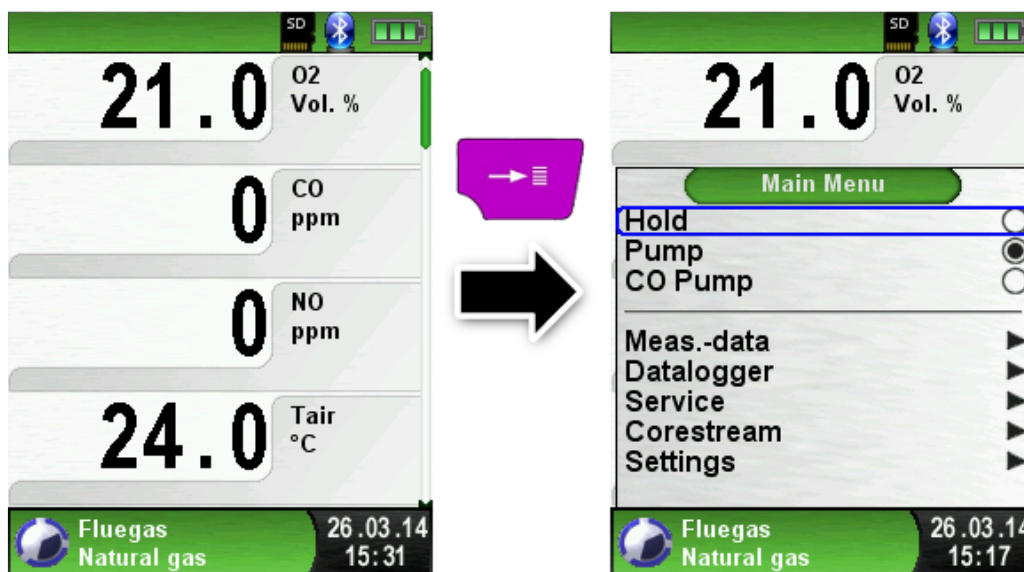 SD
21.0
O2
Vol. %
0
CO
ppm
0
NO
ppm
24.0
Tair
°C
Fluegas
Natural gas
26.03.14
15:31
SD
21.0
O2
Vol. %
Main Menu
Hold
Pump
CO Pump
Meas.-data
Datalogger
Service
Corestream
Settings
Fluegas
Natural gas
26.03.14
15:17